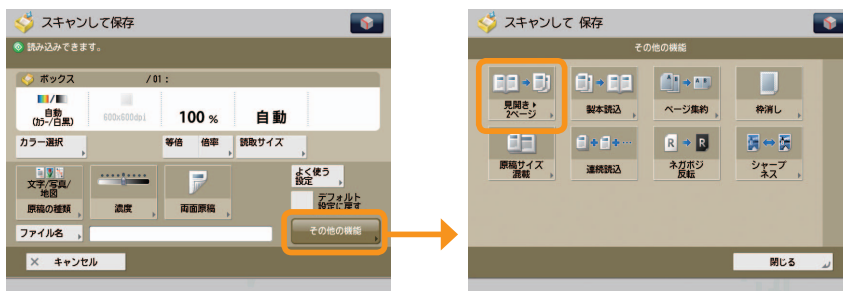 スキャンして保存
読み込みできます。
ボックス /01 :
自動
(カラー/白黒)
600x600dpi
100 %
自動
カラー選択
等倍
倍率
読取サイズ
文字/写真/
地図
原稿の種類
濃度
両面原稿
よく使う
設定
デフォルト
設定に戻す
ファイル名
その他の機能
× キャンセル
スキャンして 保存
その他の機能
見開き▶
2ページ
製本読込
ページ集約
枠消し
原稿サイズ
混載
連続読込
R
R
ネガポジ
反転
シャープ
ネス
閉じる